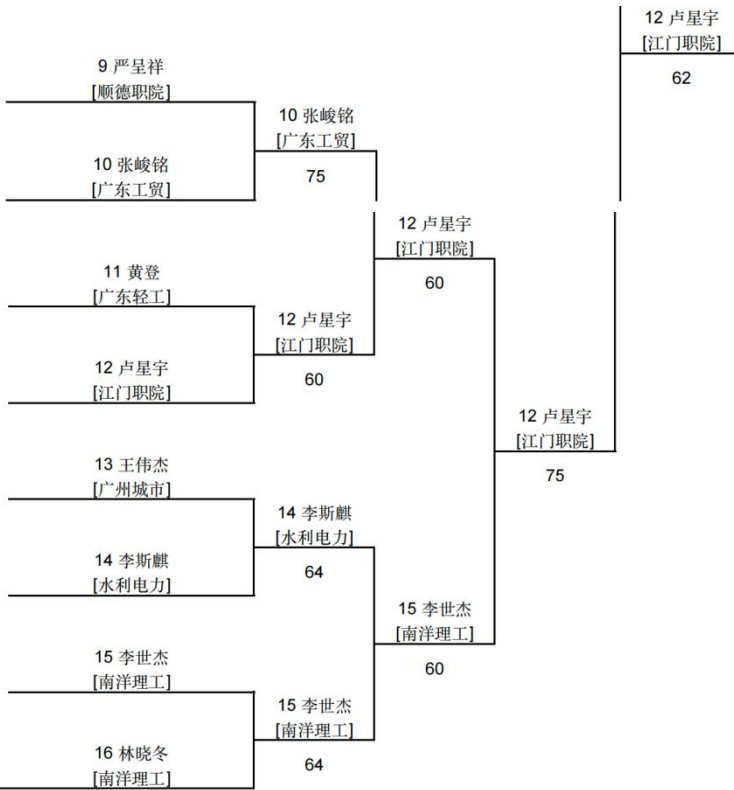 12 卢星宇
[江门职院]
62
9 严呈祥
[顺德职院]
10 张峻铭
[广东工贸]
75
10 张峻铭
[广东工贸]
12 卢星宇
[江门职院]
60
11 黄登
[广东轻工]
12 卢星宇
[江门职院]
60
12 卢星宇
[江门职院]
12 卢星宇
[江门职院]
75
13 王伟杰
[广州城市]
14 李斯麒
[水利电力]
64
14 李斯麒
[水利电力]
15 李世杰
[南洋理工]
60
15 李世杰
[南洋理工]
15 李世杰
[南洋理工]
64
16 林晓冬
[南洋理工]